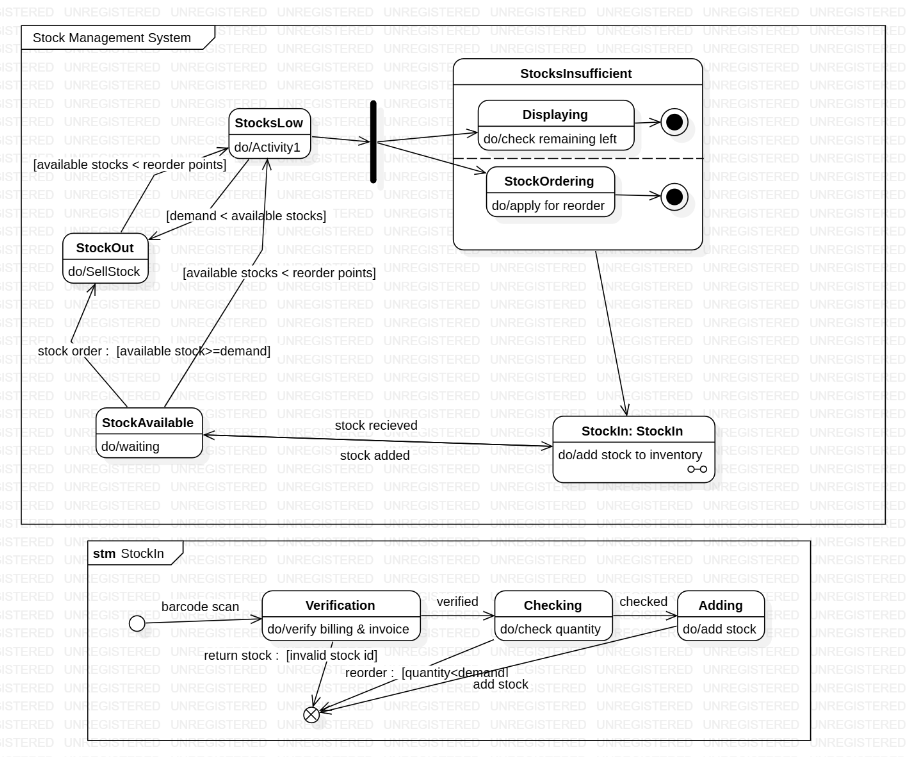 Stock Management System
StocksInsufficient
StocksLow
do/Activity1
Displaying
do/check remaining left
[available stocks < reorder points]
StockOrdering
do/apply for reorder
[demand < available stocks]
StockOut
do/SellStock
[available stocks < reorder points]
stock order : [available stock>=demand]
StockAvailable
do/waiting
stock recieved
stock added
StockIn: StockIn
do/add stock to inventory
stm StockIn
barcode scan
Verification
do/verify billing & invoice
verified
Checking
do/check quantity
checked
Adding
do/add stock
return stock : [invalid stock id]
reorder : [quantity<demand]
add stock
UNREGISTERED